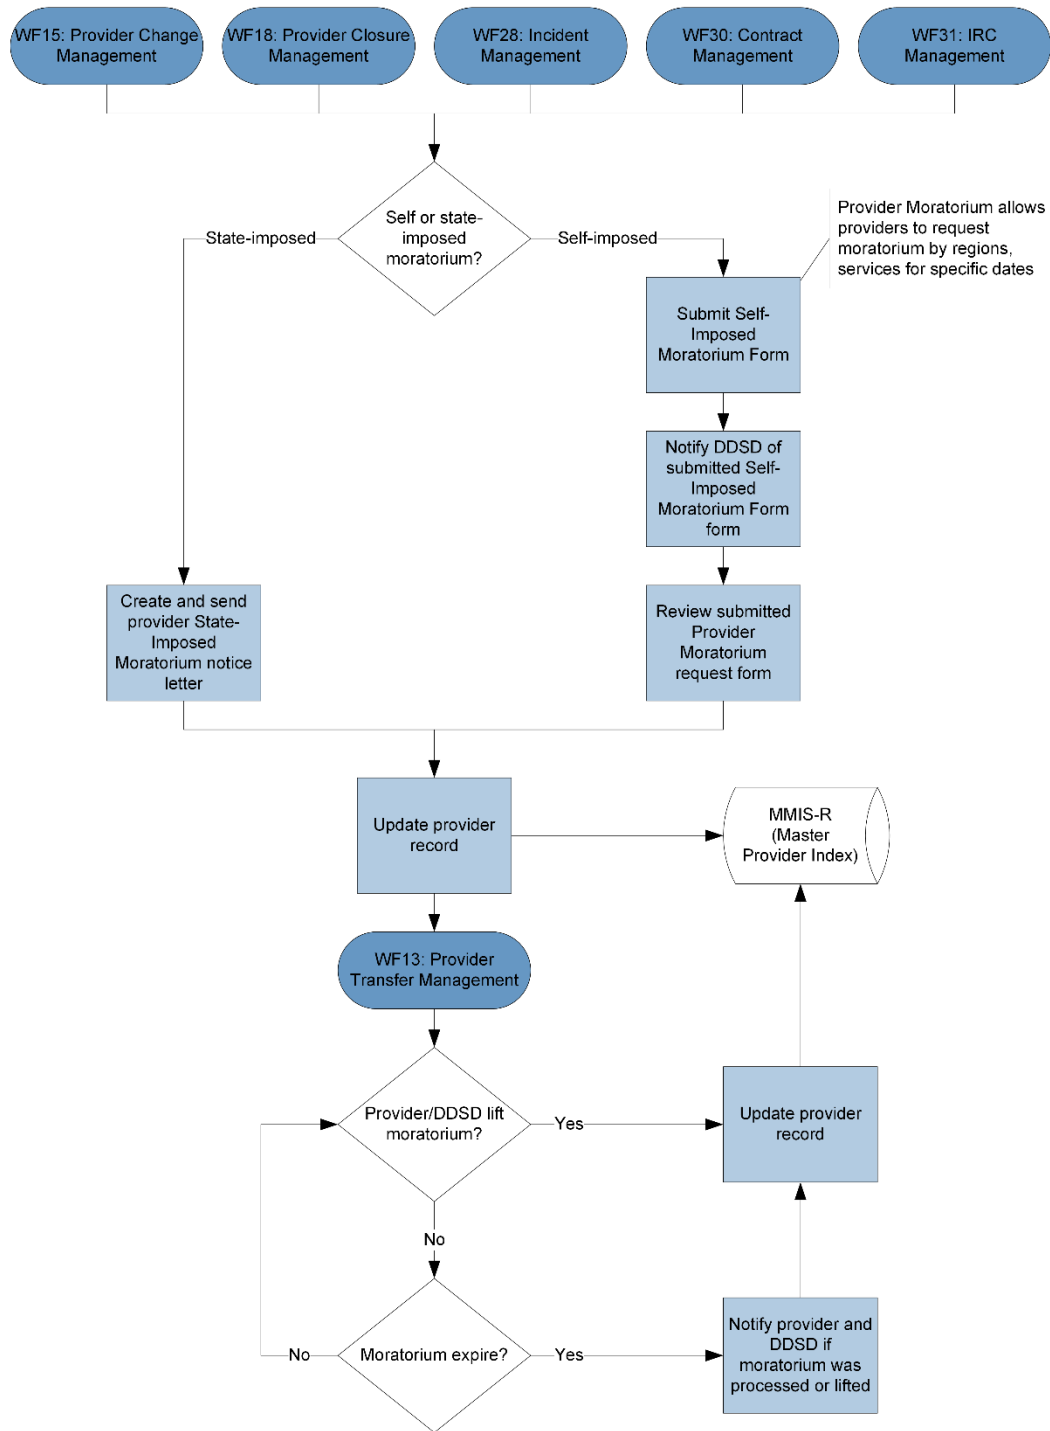 WF15: Provider Change
Management
WF18: Provider Closure
Management
WF28: Incident
Management
WF30: Contract
Management
WF31: IRC
Management
Self or state-
imposed
moratorium?
State-imposed
Self-imposed
Provider Moratorium allows
providers to request
moratorium by regions,
services for specific dates
Submit Self-
Imposed
Moratorium Form
Notify DDSD of
submitted Self-
Imposed
Moratorium Form
form
Create and send
provider State-
Imposed
Moratorium notice
letter
Review submitted
Provider
Moratorium
request form
Update provider
record
MMIS-R
(Master
Provider Index)
WF13: Provider
Transfer Management
Provider/DDSD lift
moratorium?
Yes
Update provider
record
No
Moratorium expire?
No
Yes
Notify provider and
DDSD if
moratorium was
processed or lifted